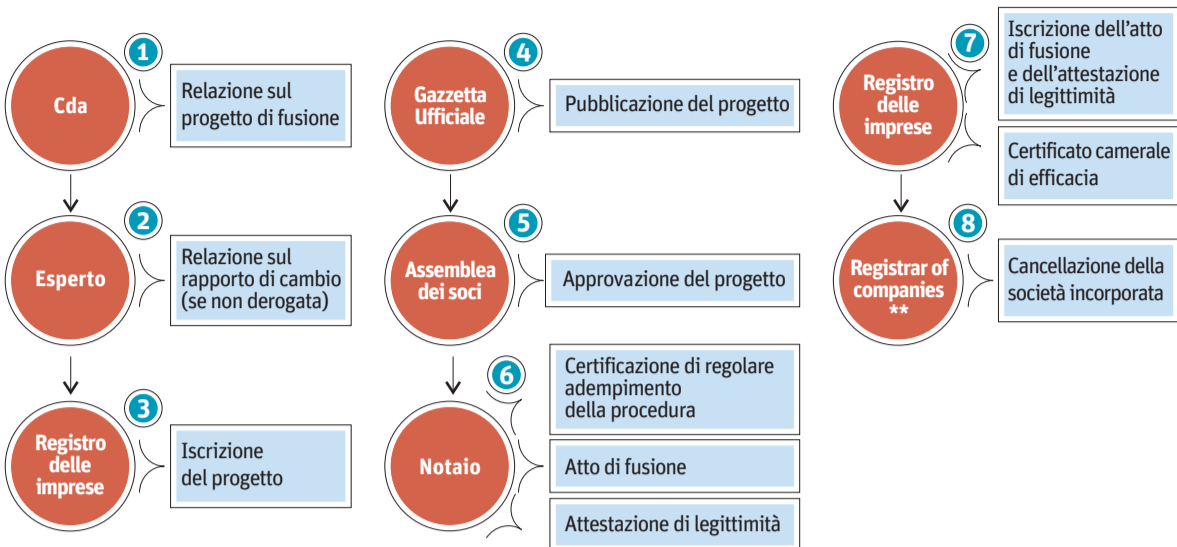 1
Cda
Relazione sul
progetto di fusione
2
Esperto
Relazione sul
rapporto di cambio
(se non derogata)
3
Registro
delle
imprese
Iscrizione
del progetto
4
Gazzetta
Ufficiale
Pubblicazione del progetto
5
Assemblea
dei soci
Approvazione del progetto
6
Notaio
Certificazione di regolare
adempimento
della procedura
Atto di fusione
Attestazione di legittimità
7
Registro
delle
imprese
Iscrizione dell'atto
di fusione
e dell'attestazione
di legittimità
Certificato camerale
di efficacia
8
Registrar of
companies
**
Cancellazione della
società incorporata